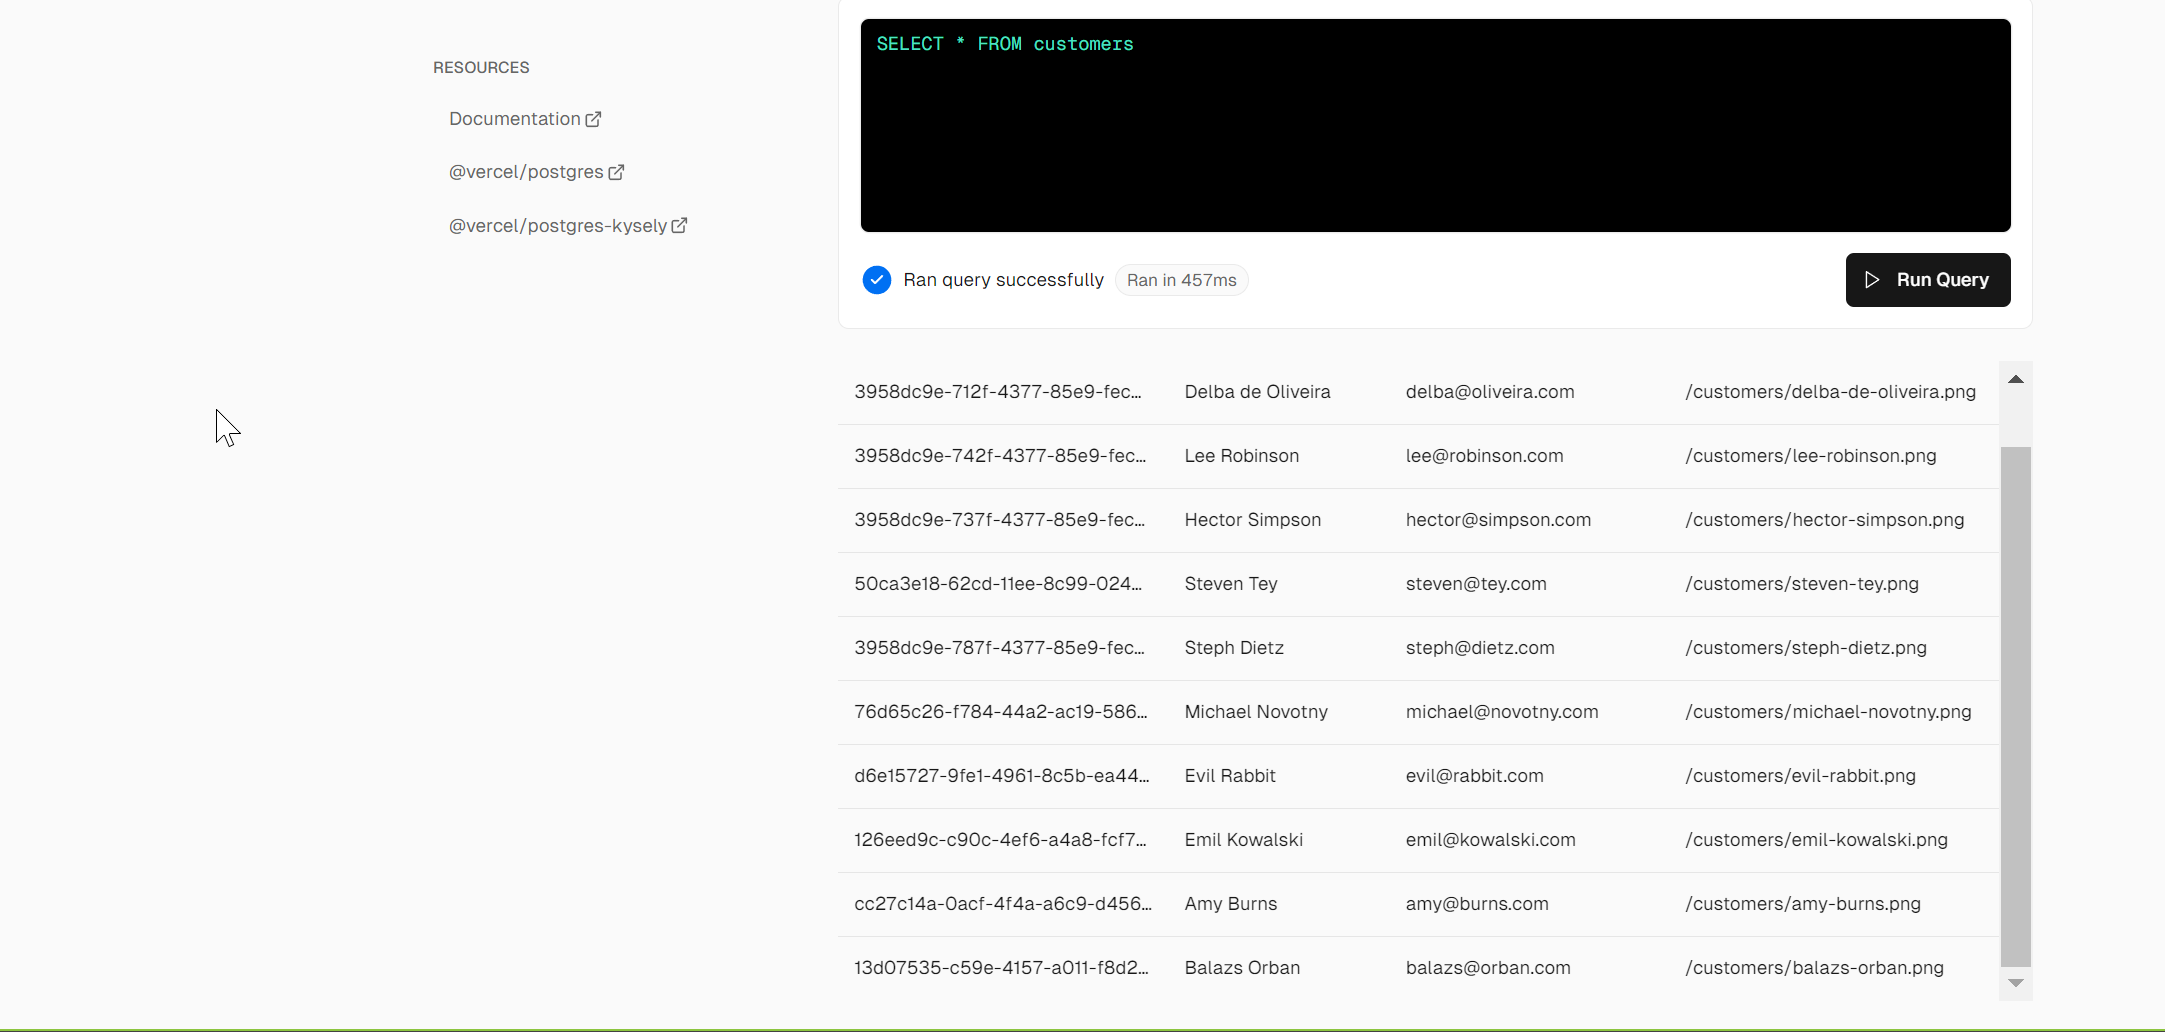 RESOURCES
Documentation
@vercel/postgres
@vercel/postgres-kysely
SELECT * FROM customers
Ran query successfully Ran in 457ms
Run Query
3958dc9e-712f-4377-85e9-fec... Delba de Oliveira delba@oliveira.com /customers/delba-de-oliveira.png
3958dc9e-742f-4377-85e9-fec... Lee Robinson lee@robinson.com /customers/lee-robinson.png
3958dc9e-737f-4377-85e9-fec... Hector Simpson hector@simpson.com /customers/hector-simpson.png
50ca3e18-62cd-11ee-8c99-024... Steven Tey steven@tey.com /customers/steven-tey.png
3958dc9e-787f-4377-85e9-fec... Steph Dietz steph@dietz.com /customers/steph-dietz.png
76d65c26-f784-44a2-ac19-586... Michael Novotny michael@novotny.com /customers/michael-novotny.png
d6e15727-9fe1-4961-8c5b-ea44... Evil Rabbit evil@rabbit.com /customers/evil-rabbit.png
126eed9c-c90c-4ef6-a4a8-fcf7... Emil Kowalski emil@kowalski.com /customers/emil-kowalski.png
cc27c14a-0acf-4f4a-a6c9-d456... Amy Burns amy@burns.com /customers/amy-burns.png
13d07535-c59e-4157-a011-f8d2... Balazs Orban balazs@orban.com /customers/balazs-orban.png